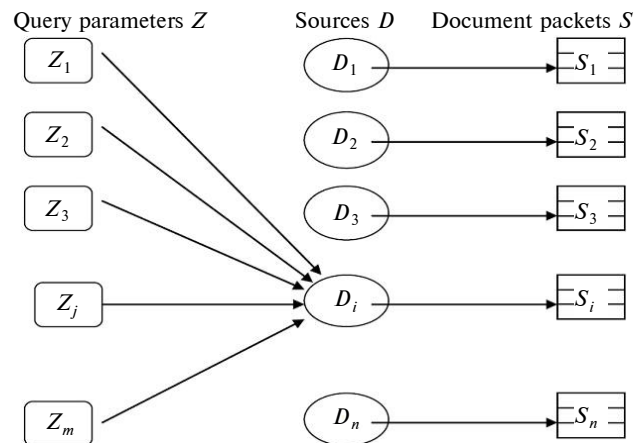 Query parameters Z Sources D Document packets S
Z₁ D₁ S₁
Z₂ D₂ S₂
Z₃ D₃ S₃
Zⱼ Dᵢ Sᵢ
Zₘ Dₙ Sₙ